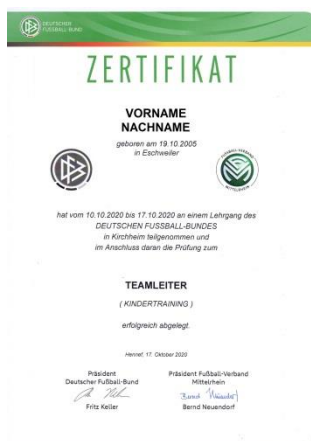 DEUTSCHER
FUSSBALL-BUND
ZERTIFIKAT
VORNAME
NACHNAME
geboren am 19.10.2005
in Eschweiler
FUSSBALL-VERBAND
MITTELRHEIN
hat vom 10.10.2020 bis 17.10.2020 an einem Lehrgang des
DEUTSCHEN FUSSBALL-BUNDES
in Kirchheim teilgenommen und
im Anschluss daran die Prüfung zum
TEAMLEITER
( KINDERTRAINING )
erfolgreich abgelegt.
Hennef, 17. Oktober 2020
Präsident
Deutscher Fußball-Bund
Fritz Keller
Präsident Fußball-Verband
Mittelrhein
Bernd Neuendorf
Bernd Neuendorf